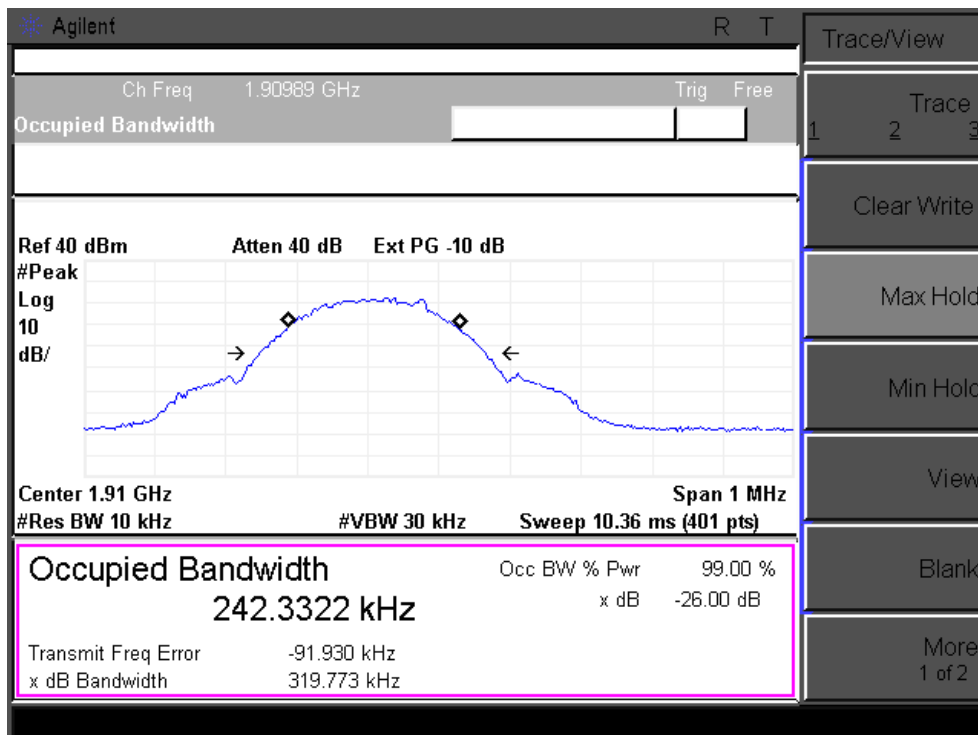 Agilent R T
Trace/View
Ch Freq 1.90989 GHz Trig Free
Occupied Bandwidth
Trace
1 2 3
Clear Write
Ref 40 dBm Atten 40 dB Ext PG -10 dB
#Peak
Log
10
dB/
Max Hold
Min Hold
View
Center 1.91 GHz Span 1 MHz
#Res BW 10 kHz #VBW 30 kHz Sweep 10.36 ms (401 pts)
Occupied Bandwidth
242.3322 kHz
Occ BW % Pwr 99.00 %
x dB -26.00 dB
Transmit Freq Error -91.930 kHz
x dB Bandwidth 319.773 kHz
Blank
More
1 of 2